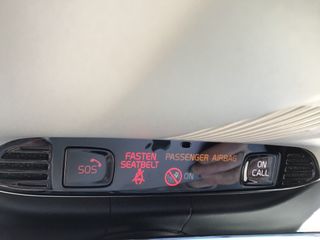 SOS
FASTEN
SEATBELT
PASSENGER AIRBAG
ON
ON
CALL